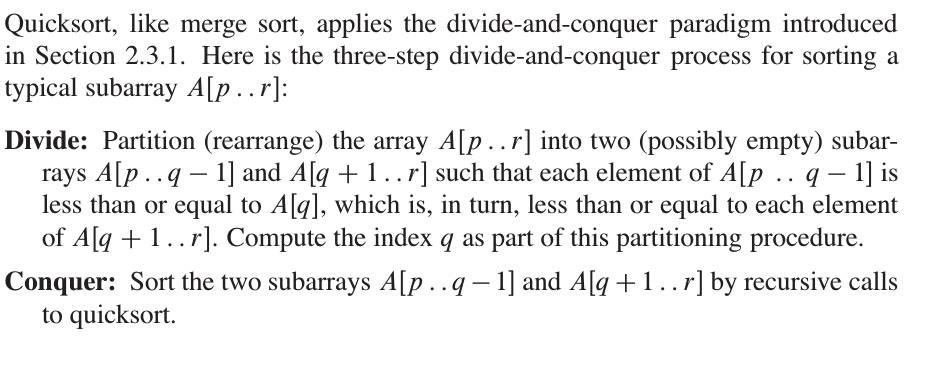 Quicksort, like merge sort, applies the divide-and-conquer paradigm introduced
in Section 2.3.1. Here is the three-step divide-and-conquer process for sorting a
typical subarray A[p . . r]:
Divide: Partition (rearrange) the array A[p . . r] into two (possibly empty) subar-
rays A[p . . q − 1] and A[q + 1 . . r] such that each element of A[p .. q − 1] is
less than or equal to A[q], which is, in turn, less than or equal to each element
of A[q + 1 . . r]. Compute the index q as part of this partitioning procedure.
Conquer: Sort the two subarrays A[p . . q − 1] and A[q + 1 . . r] by recursive calls
to quicksort.